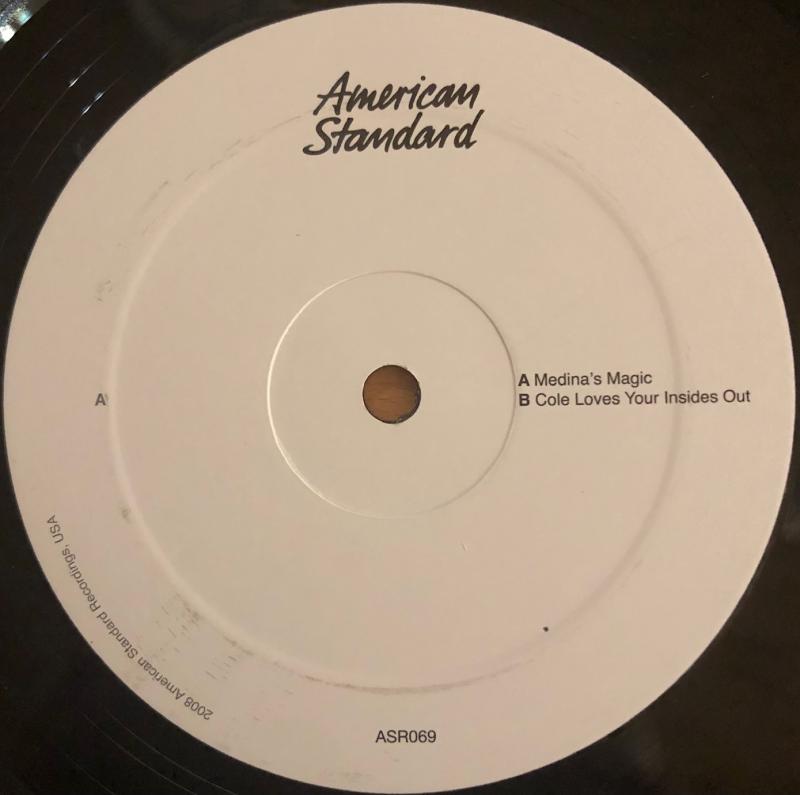 American
Standard
A Medina's Magic
B Cole Loves Your Insides Out
A
2008 American Standard Recordings, USA
ASR069